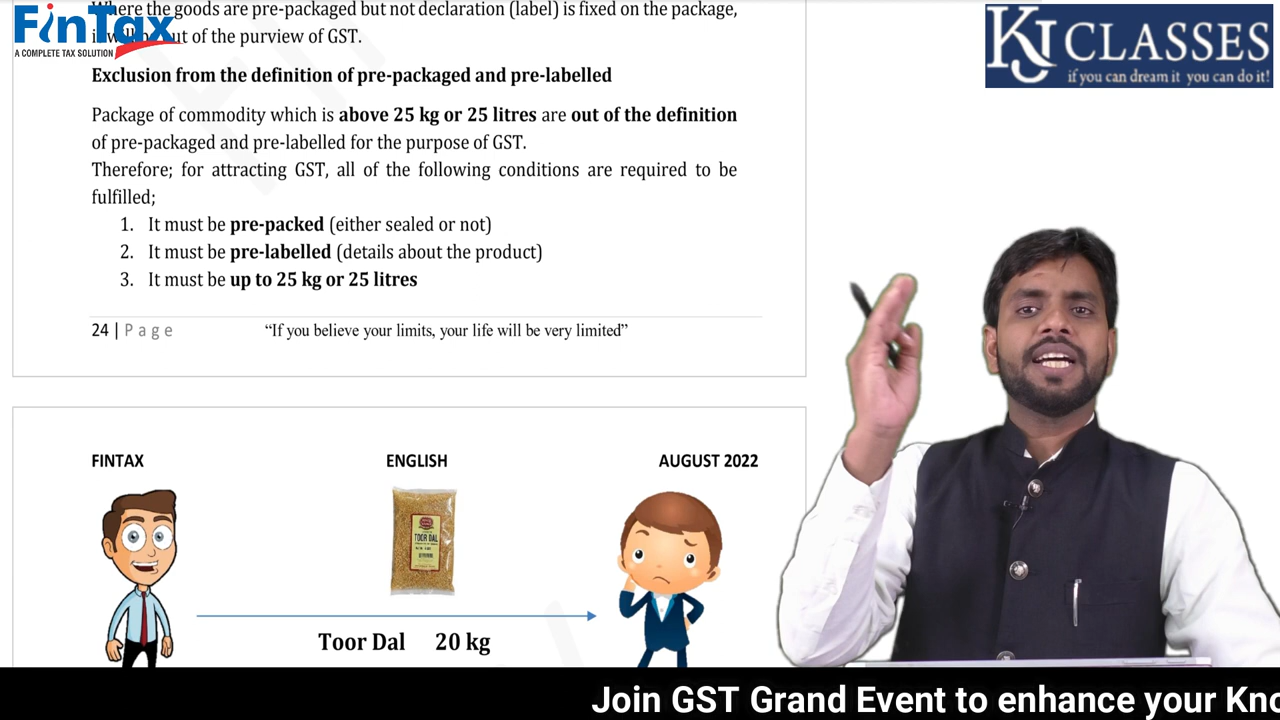 Where the goods are pre-packaged but not declaration (label) is fixed on the package,
FinTax
A COMPLETE TAX SOLUTION
it will be out of the purview of GST.
KJ CLASSES
if you can dream it you can do it!
Exclusion from the definition of pre-packaged and pre-labelled
Package of commodity which is above 25 kg or 25 litres are out of the definition
of pre-packaged and pre-labelled for the purpose of GST.
Therefore; for attracting GST, all of the following conditions are required to be
fulfilled;
1. It must be pre-packed (either sealed or not)
2. It must be pre-labelled (details about the product)
3. It must be up to 25 kg or 25 litres
24 | Page "If you believe your limits, your life will be very limited"
FINTAX ENGLISH AUGUST 2022
TOOR DAL
Toor Dal 20 kg
Join GST Grand Event to enhance your Kno